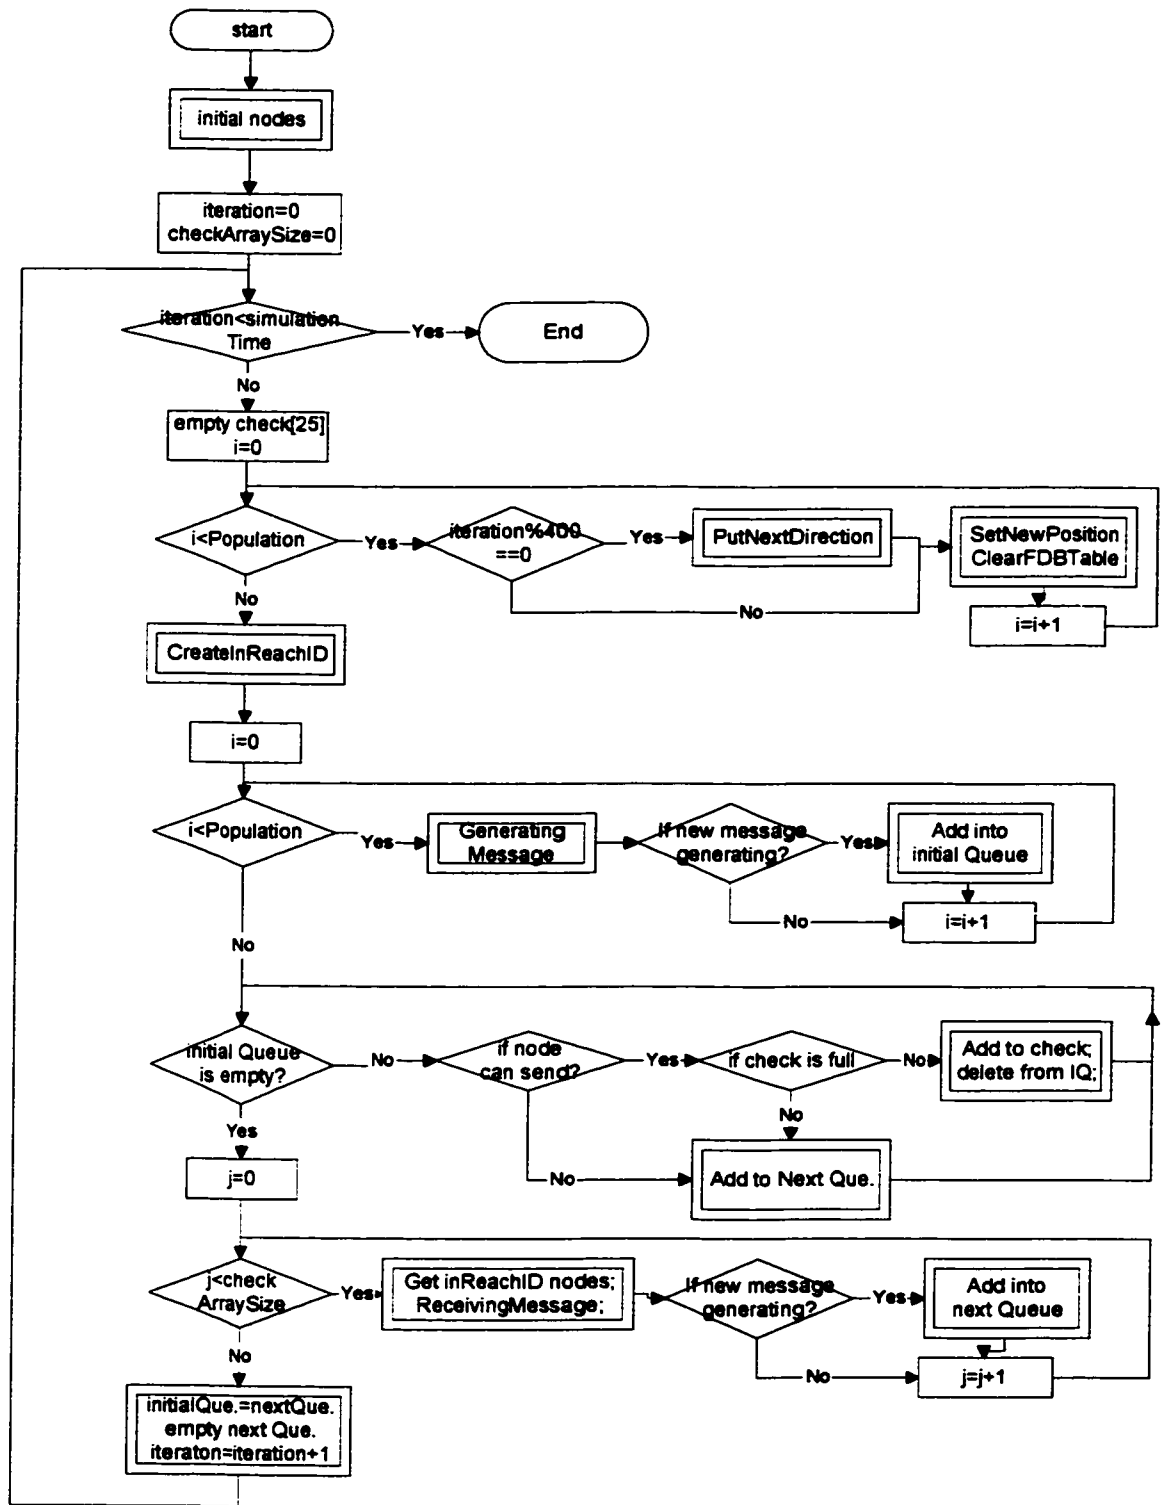 start
initial nodes
iteration=0
checkArraySize=0
iteration<simulation
Time
Yes
End
No
empty check[25]
i=0
i<Population
Yes
iteration%400
==0
Yes
PutNextDirection
SetNewPosition
ClearFDBTable
No
No
i=i+1
CreateInReachID
i=0
i<Population
Yes
Generating
Message
If new message
generating?
Yes
Add into
initial Queue
No
i=i+1
No
initial Queue
is empty?
No
if node
can send?
Yes
if check is full
No
Add to check;
delete from IQ;
No
Yes
j=0
No
Add to Next Que.
j<check
ArraySize
Yes
Get inReachID nodes;
ReceivingMessage;
If new message
generating?
Yes
Add into
next Queue
No
No
j=j+1
initialQue.=nextQue.
empty next Que.
iteraton=iteration+1